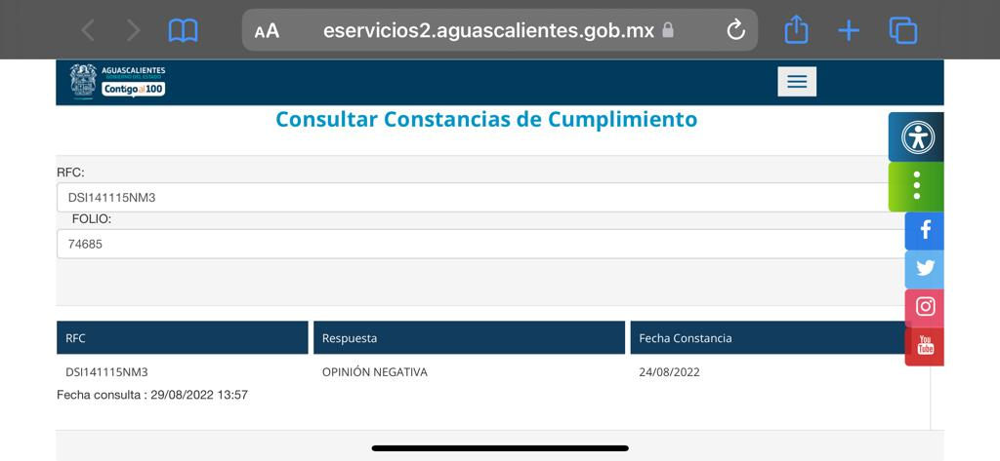 AA eservicios2.aguascalientes.gob.mx
AGUASCALIENTES
GOBIERNO DEL ESTADO
Contigo al 100
Consultar Constancias de Cumplimiento
RFC:
DSI141115NM3
FOLIO:
74685
RFC Respuesta Fecha Constancia
DSI141115NM3 OPINIÓN NEGATIVA 24/08/2022
Fecha consulta : 29/08/2022 13:57
You
Tube